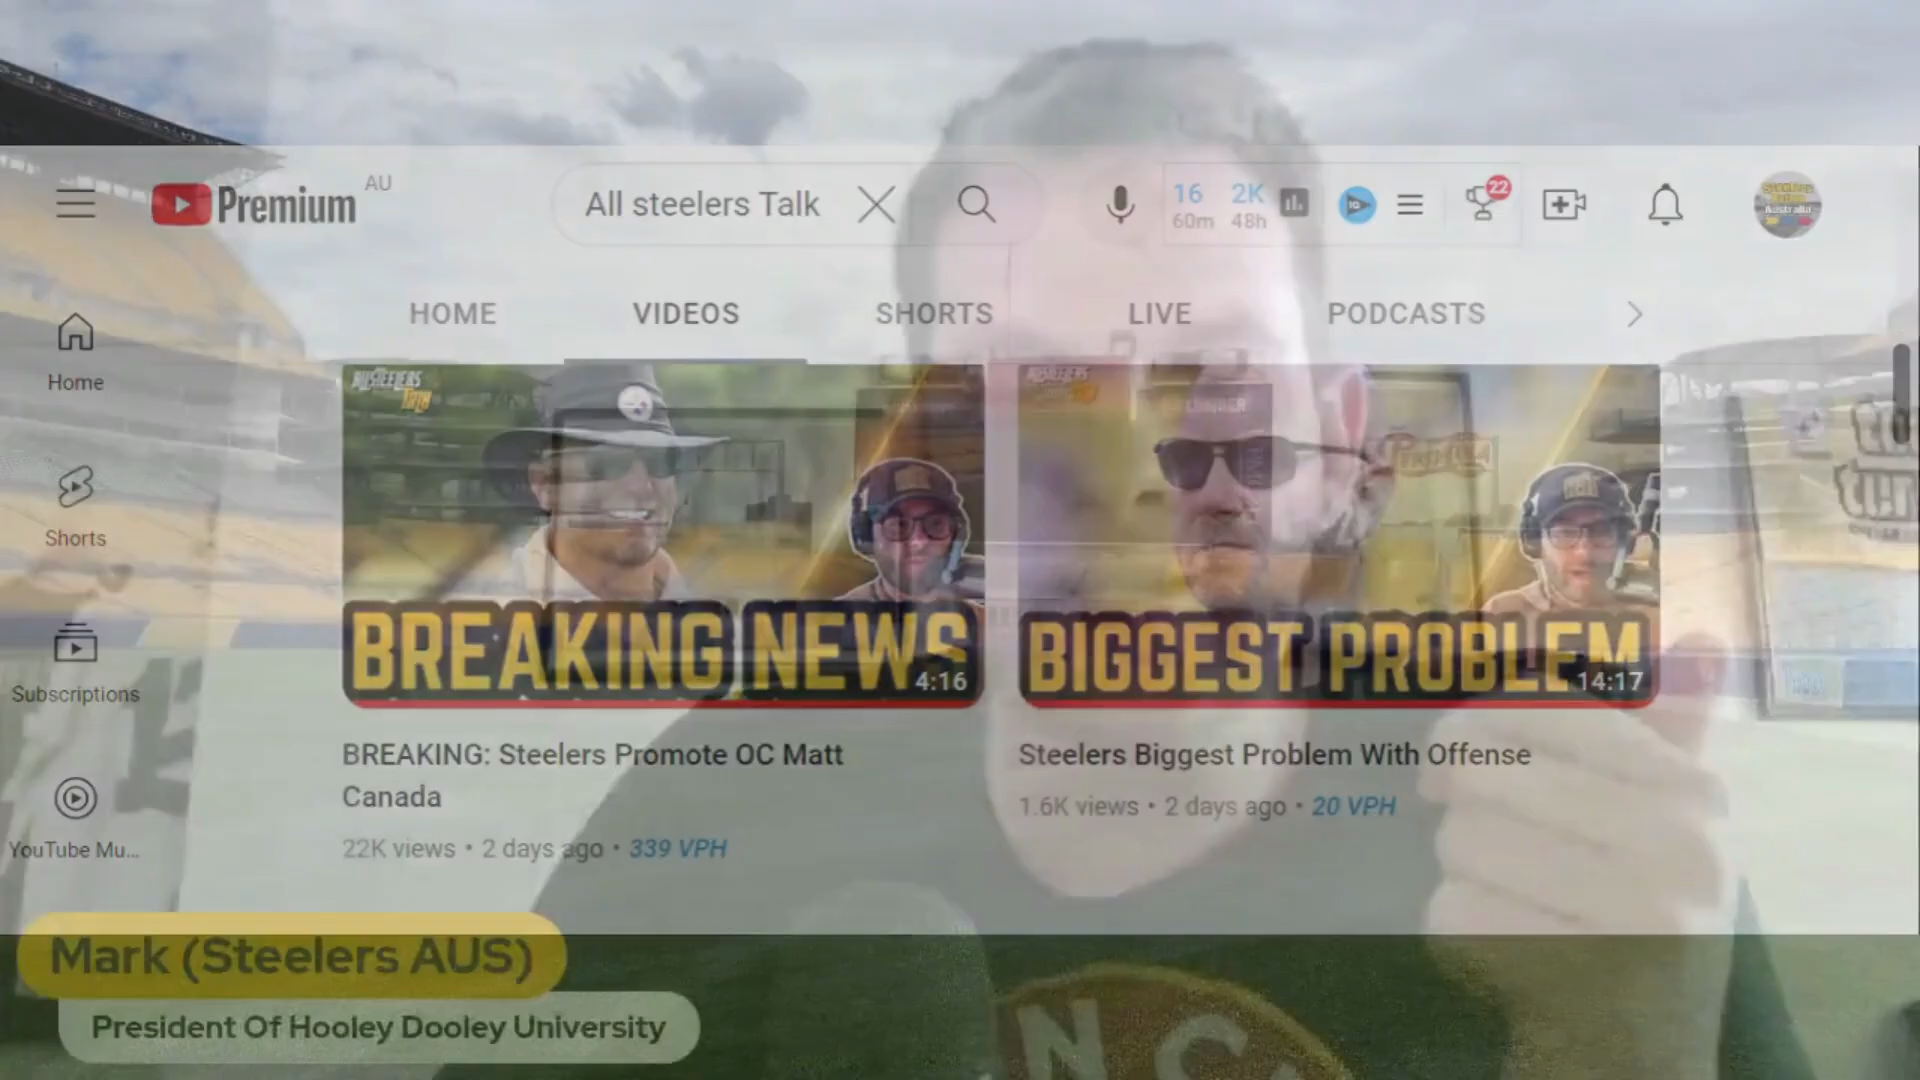 Premium
AU
All steelers Talk
16
2K
60m
48h
22
HOME
VIDEOS
SHORTS
LIVE
PODCASTS
Home
Shorts
Subscriptions
YouTube Mu...
ALL STEELERS
Talk
BREAKING NEWS
4:16
BIGGEST PROBLEM
14:17
BREAKING: Steelers Promote OC Matt
Canada
22K views • 2 days ago • 339 VPH
Steelers Biggest Problem With Offense
1.6K views • 2 days ago • 20 VPH
Mark (Steelers AUS)
President Of Hooley Dooley University